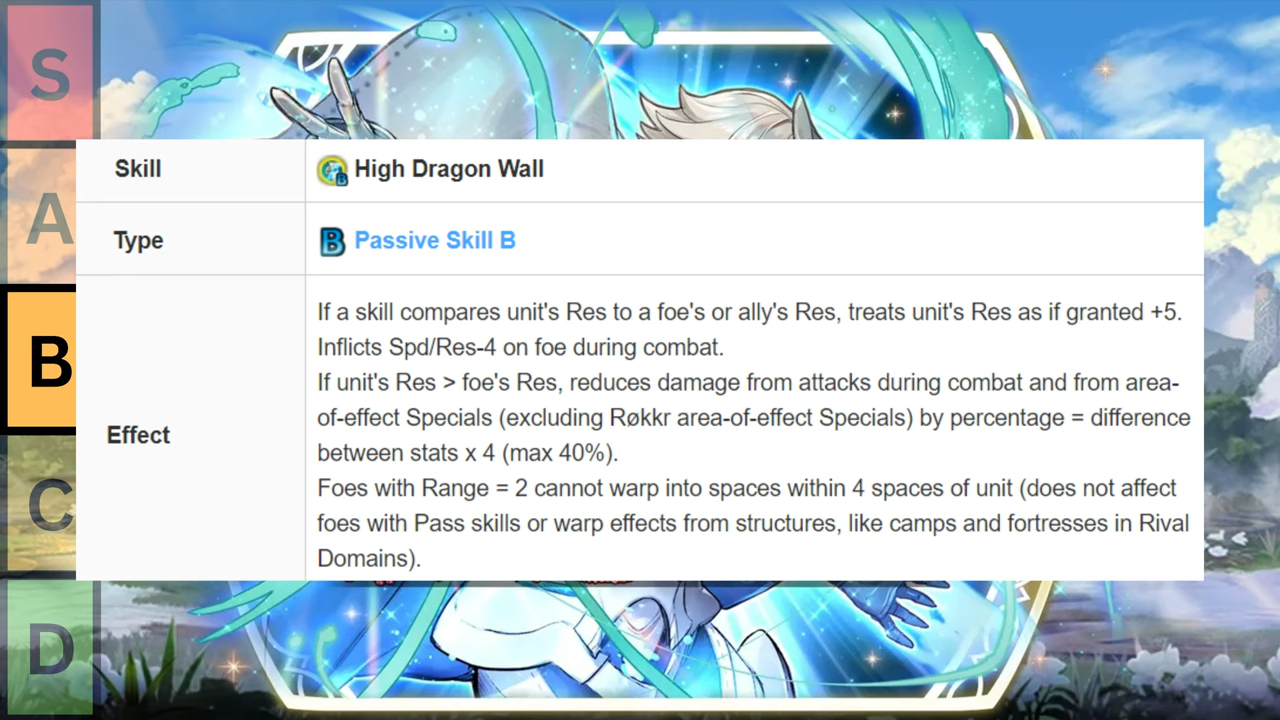 S
A
B
C
D
Skill
High Dragon Wall
Type
B Passive Skill B
Effect
If a skill compares unit's Res to a foe's or ally's Res, treats unit's Res as if granted +5.
Inflicts Spd/Res-4 on foe during combat.
If unit's Res > foe's Res, reduces damage from attacks during combat and from area-
of-effect Specials (excluding Røkkr area-of-effect Specials) by percentage = difference
between stats x 4 (max 40%).
Foes with Range = 2 cannot warp into spaces within 4 spaces of unit (does not affect
foes with Pass skills or warp effects from structures, like camps and fortresses in Rival
Domains).